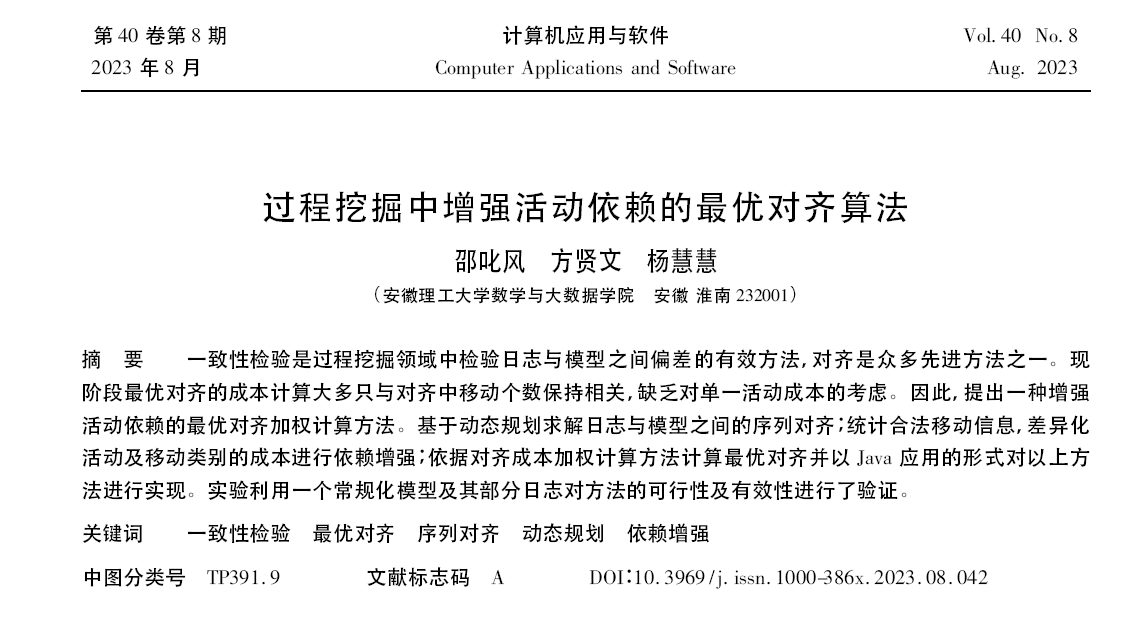 第 40 卷第 8 期 计算机应用与软件 Vol. 40 No. 8
2023 年 8 月 Computer Applications and Software Aug. 2023
过程挖掘中增强活动依赖的最优对齐算法
邵叱风 方贤文 杨慧慧
(安徽理工大学数学与大数据学院 安徽 淮南 232001)
摘 要 一致性检验是过程挖掘领域中检验日志与模型之间偏差的有效方法,对齐是众多先进方法之一。现
阶段最优对齐的成本计算大多只与对齐中移动个数保持相关,缺乏对单一活动成本的考虑。因此,提出一种增强
活动依赖的最优对齐加权计算方法。基于动态规划求解日志与模型之间的序列对齐;统计合法移动信息,差异化
活动及移动类别的成本进行依赖增强;依据对齐成本加权计算方法计算最优对齐并以 Java 应用的形式对以上方
法进行实现。实验利用一个常规化模型及其部分日志对方法的可行性及有效性进行了验证。
关键词 一致性检验 最优对齐 序列对齐 动态规划 依赖增强
中图分类号 TP391.9 文献标志码 A DOI:10.3969/j.issn.1000-386x.2023.08.042